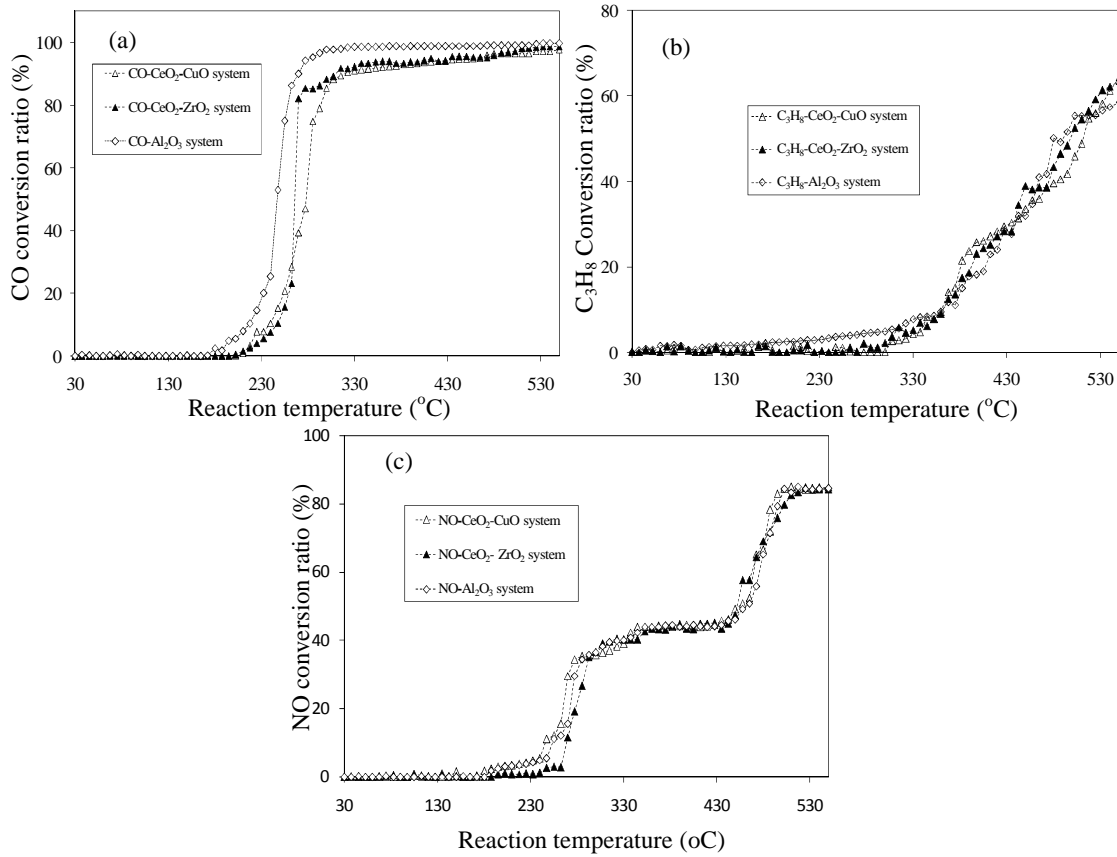 (a)
CO conversion ratio (%)
100
80
60
40
20
0
CO-CeO₂-CuO system
CO-CeO₂-ZrO₂ system
CO-Al₂O₃ system
30 130 230 330 430 530
Reaction temperature (°C)
(b)
C₃H₈ Conversion ratio (%)
80
60
40
20
0
C₃H₈-CeO₂-CuO system
C₃H₈-CeO₂-ZrO₂ system
C₃H₈-Al₂O₃ system
30 130 230 330 430 530
Reaction temperature (°C)
(c)
NO conversion ratio (%)
100
80
60
40
20
0
NO-CeO₂-CuO system
NO-CeO₂- ZrO₂ system
NO-Al₂O₃ system
30 130 230 330 430 530
Reaction temperature (oC)